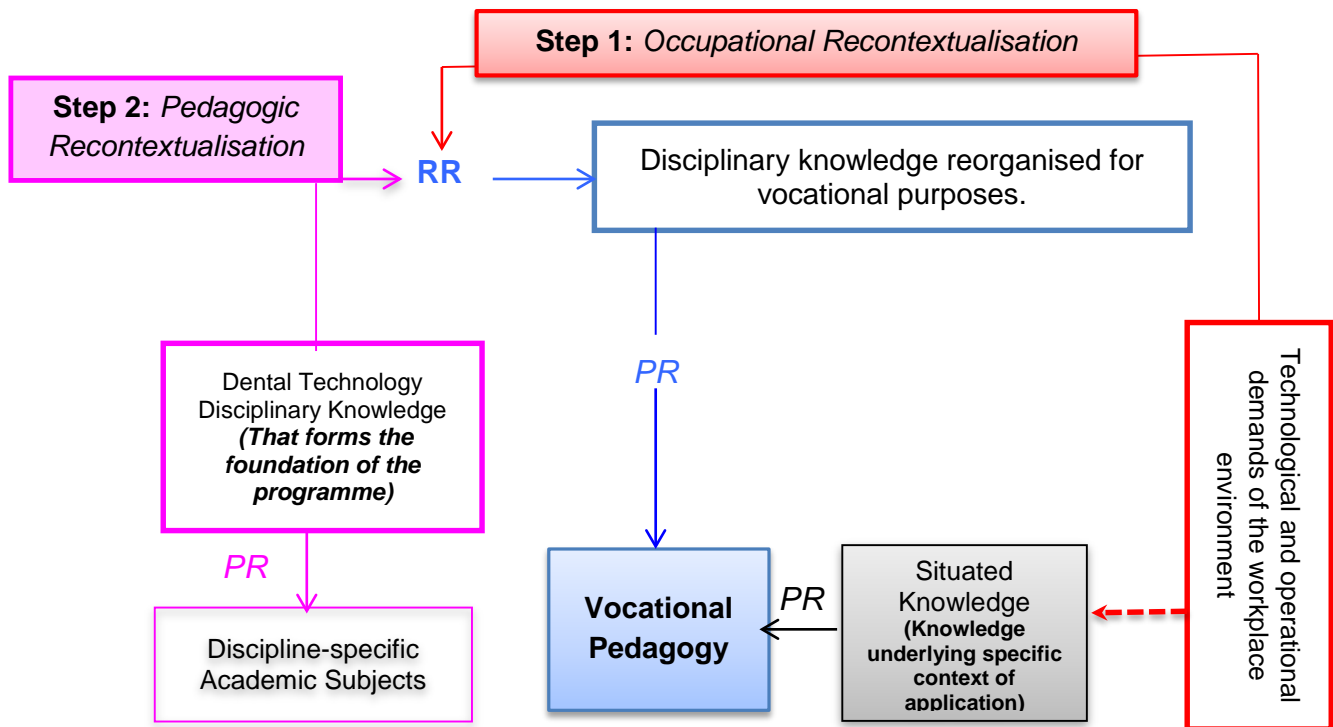 Step 1: Occupational Recontextualisation
Step 2: Pedagogic
Recontextualisation
RR
Disciplinary knowledge reorganised for
vocational purposes.
Dental Technology
Disciplinary Knowledge
(That forms the
foundation of the
programme)
PR
PR
Discipline-specific
Academic Subjects
Vocational
Pedagogy
PR
Situated
Knowledge
(Knowledge
underlying specific
context of
application)
Technological and operational
demands of the workplace
environment